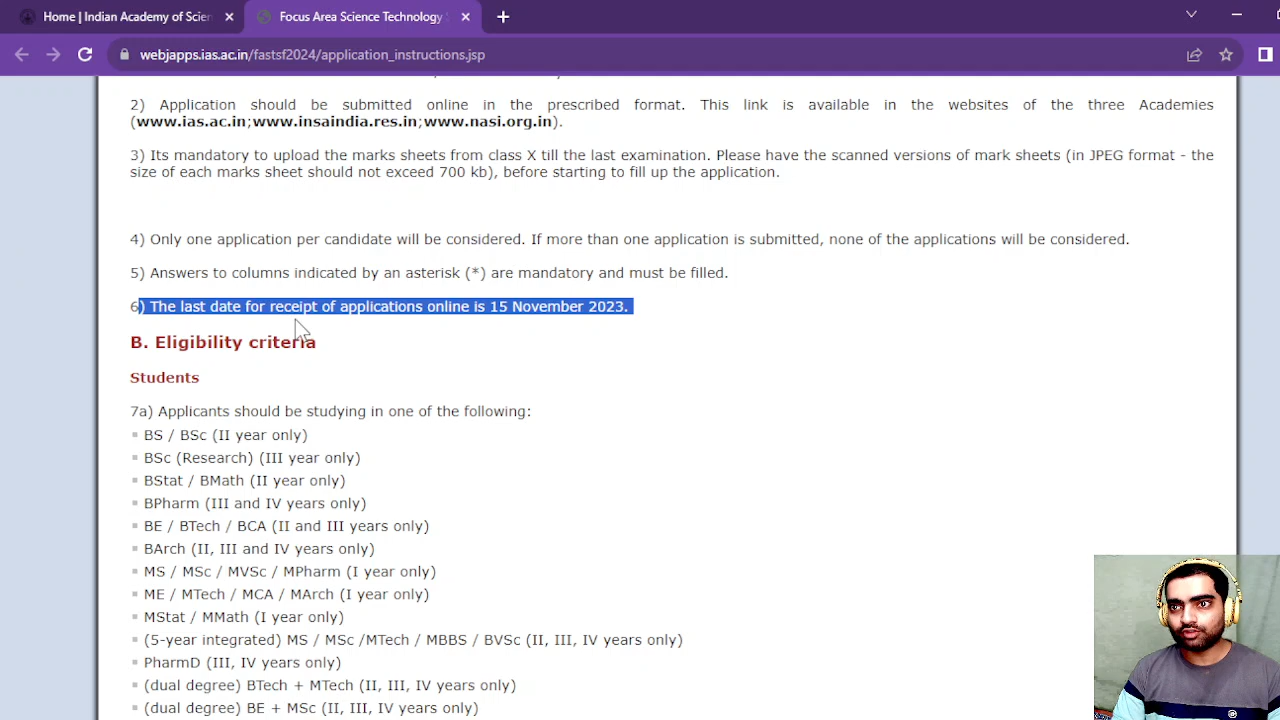 Home | Indian Academy of Scien
Focus Area Science Technology
webjapps.ias.ac.in/fastsf2024/application_instructions.jsp
2) Application should be submitted online in the prescribed format. This link is available in the websites of the three Academies
(www.ias.ac.in;www.insaindia.res.in;www.nasi.org.in).
3) Its mandatory to upload the marks sheets from class X till the last examination. Please have the scanned versions of mark sheets (in JPEG format - the
size of each marks sheet should not exceed 700 kb), before starting to fill up the application.
4) Only one application per candidate will be considered. If more than one application is submitted, none of the applications will be considered.
5) Answers to columns indicated by an asterisk (*) are mandatory and must be filled.
6) The last date for receipt of applications online is 15 November 2023.
B. Eligibility criteria
Students
7a) Applicants should be studying in one of the following:
BS / BSc (II year only)
BSc (Research) (III year only)
BStat / BMath (II year only)
BPharm (III and IV years only)
BE / BTech / BCA (II and III years only)
BArch (II, III and IV years only)
MS / MSc / MVSc / MPharm (I year only)
ME / MTech / MCA / MArch (I year only)
MStat / MMath (I year only)
(5-year integrated) MS / MSc /MTech / MBBS / BVSc (II, III, IV years only)
PharmD (III, IV years only)
(dual degree) BTech + MTech (II, III, IV years only)
(dual degree) BE + MSc (II, III, IV years only)